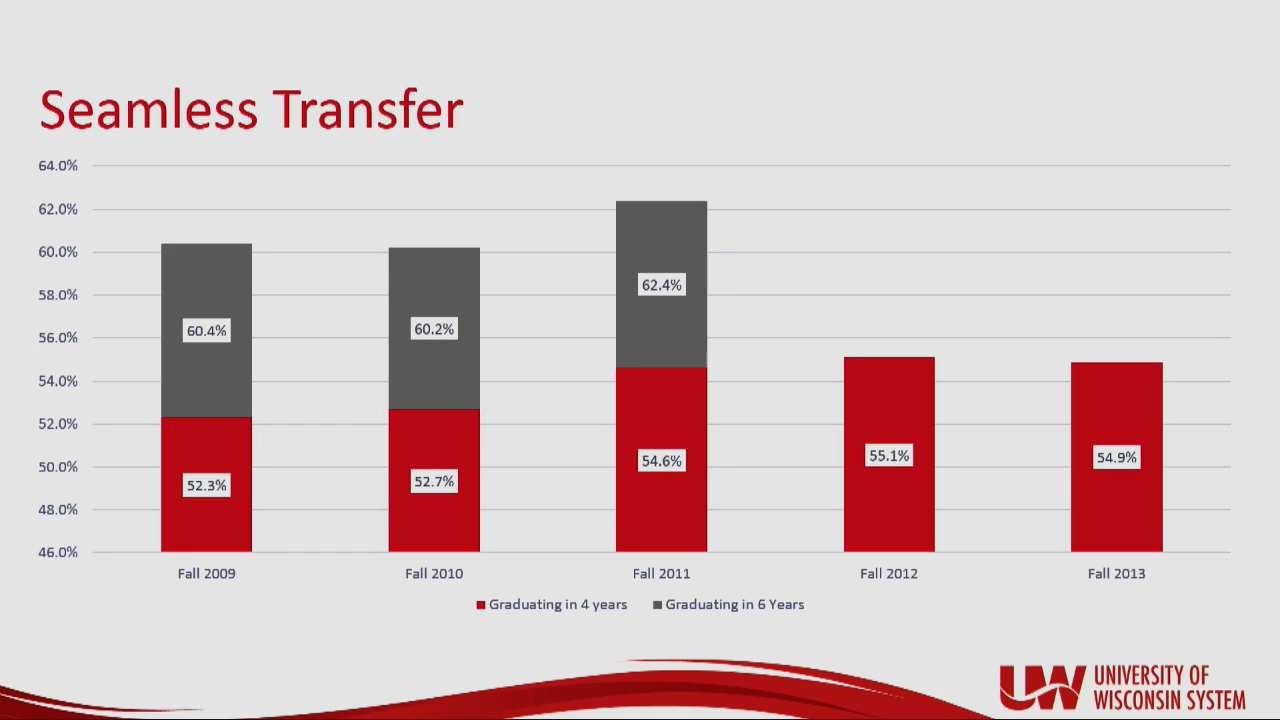 Seamless Transfer
64.0%
62.0%
60.0%
58.0%
56.0%
54.0%
52.0%
50.0%
48.0%
46.0%
60.4%
60.2%
62.4%
52.3%
52.7%
54.6%
55.1%
54.9%
Fall 2009
Fall 2010
Fall 2011
Fall 2012
Fall 2013
Graduating in 4 years
Graduating in 6 Years
UW
UNIVERSITY OF
WISCONSIN SYSTEM